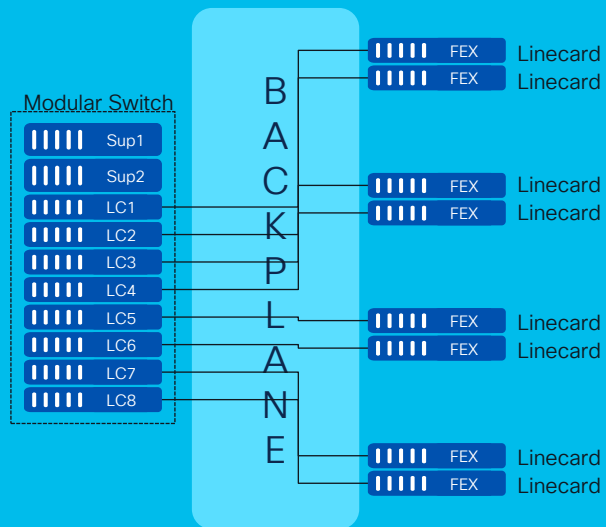 Modular Switch
Sup1
Sup2
LC1
LC2
LC3
LC4
LC5
LC6
LC7
LC8
BACKPLANE
FEX Linecard
FEX Linecard
FEX Linecard
FEX Linecard
FEX Linecard
FEX Linecard
FEX Linecard
FEX Linecard